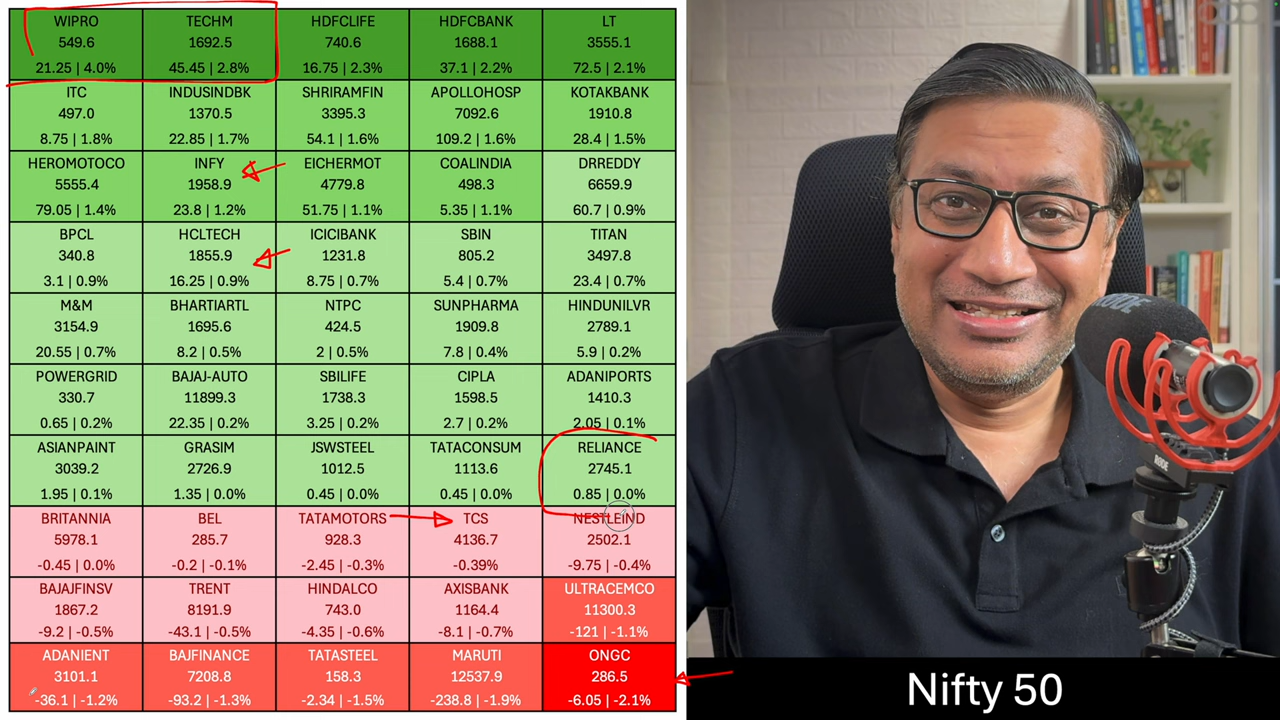 WIPRO TECHM HDFCLIFE HDFCBANK LT
549.6 1692.5 740.6 1688.1 3555.1
21.25 | 4.0% 45.45 | 2.8% 16.75 | 2.3% 37.1 | 2.2% 72.5 | 2.1%
ITC INDUSINDBK SHRIRAMFIN APOLLOHOSP KOTAKBANK
497.0 1370.5 3395.3 7092.6 1910.8
8.75 | 1.8% 22.85 | 1.7% 54.1 | 1.6% 109.2 | 1.6% 28.4 | 1.5%
HEROMOTOCO INFY EICHERMOT COALINDIA DRREDDY
5555.4 1958.9 4779.8 498.3 6659.9
79.05 | 1.4% 23.8 | 1.2% 51.75 | 1.1% 5.35 | 1.1% 60.7 | 0.9%
BPCL HCLTECH ICICIBANK SBIN TITAN
340.8 1855.9 1231.8 805.2 3497.8
3.1 | 0.9% 16.25 | 0.9% 8.75 | 0.7% 5.4 | 0.7% 23.4 | 0.7%
M&M BHARTIARTL NTPC SUNPHARMA HINDUNILVR
3154.9 1695.6 424.5 1909.8 2789.1
20.55 | 0.7% 8.2 | 0.5% 2 | 0.5% 7.8 | 0.4% 5.9 | 0.2%
POWERGRID BAJAJ-AUTO SBILIFE CIPLA ADANIPORTS
330.7 11899.3 1738.3 1598.5 1410.3
0.65 | 0.2% 22.35 | 0.2% 3.25 | 0.2% 2.7 | 0.2% 2.05 | 0.1%
ASIANPAINT GRASIM JSWSTEEL TATACONSUM RELIANCE
3039.2 2726.9 1012.5 1113.6 2745.1
1.95 | 0.1% 1.35 | 0.0% 0.45 | 0.0% 0.45 | 0.0% 0.85 | 0.0%
BRITANNIA BEL TATAMOTORS TCS NESTLEIND
5978.1 285.7 928.3 4136.7 2502.1
-0.45 | 0.0% -0.2 | -0.1% -2.45 | -0.3% -0.39% -9.75 | -0.4%
BAJAJFINSV TRENT HINDALCO AXISBANK ULTRACEMCO
1867.2 8191.9 743.0 1164.4 11300.3
-9.2 | -0.5% -43.1 | -0.5% -4.35 | -0.6% -8.1 | -0.7% -121 | -1.1%
ADANIENT BAJFINANCE TATASTEEL MARUTI ONGC
3101.1 7208.8 158.3 12537.9 286.5
-36.1 | -1.2% -93.2 | -1.3% -2.34 | -1.5% -238.8 | -1.9% -6.05 | -2.1%
RODE
RODE
Nifty 50